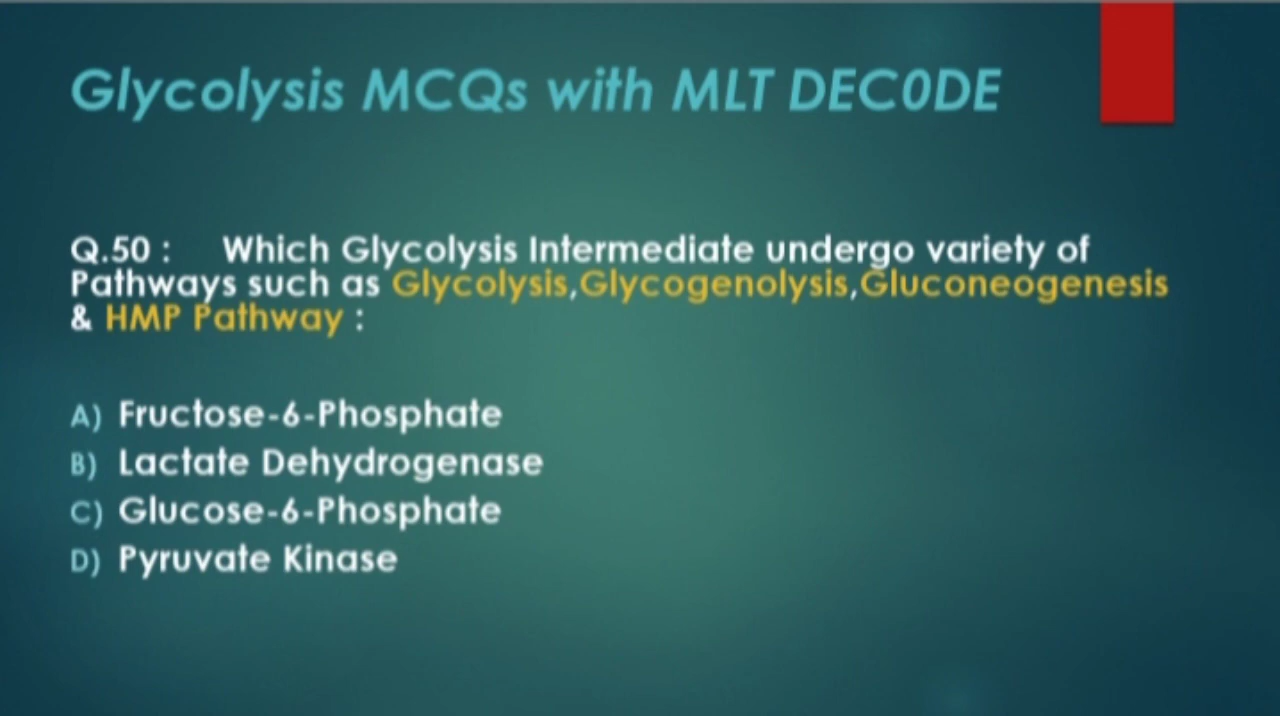 Glycolysis MCQs with MLT DEC0DE
Q.50 : Which Glycolysis Intermediate undergo variety of
Pathways such as Glycolysis,Glycogenolysis,Gluconeogenesis
& HMP Pathway :
A) Fructose-6-Phosphate
B) Lactate Dehydrogenase
C) Glucose-6-Phosphate
D) Pyruvate Kinase